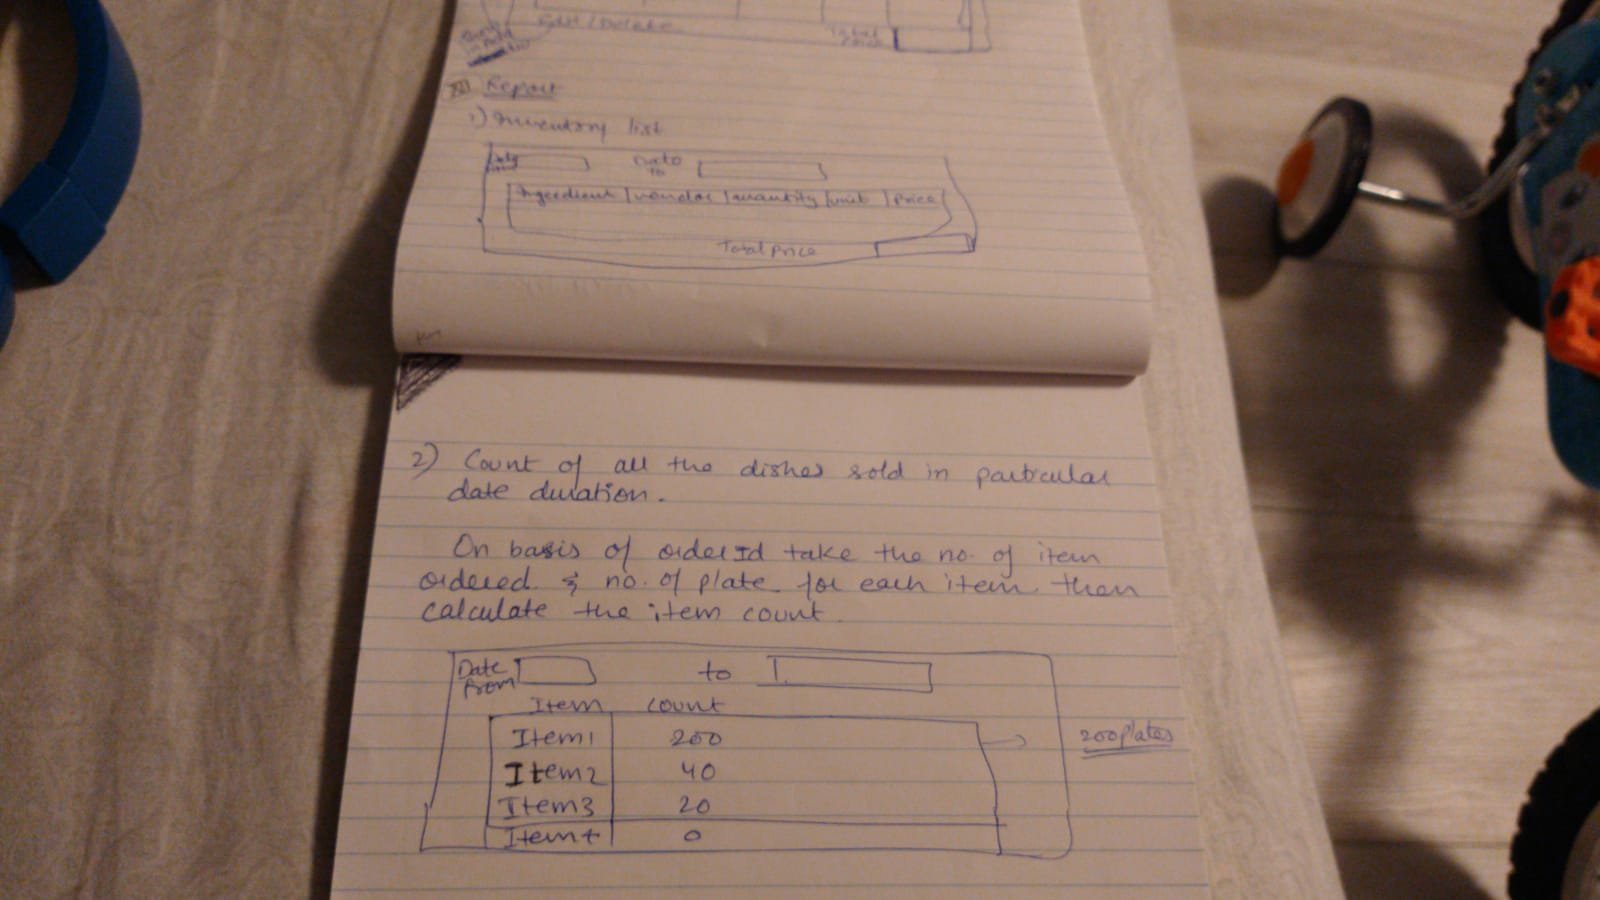 Edit / Delete
Total Price
XI) Report
1) Inventory list
Date Date to
Ingredient | vendor | quantity | unit | price
Total price
2) Count of all the dishes sold in particular
date duration.
On basis of order Id take the no. of item
ordered & no. of plate for each item then
calculate the item count.
Date from to
Item count
Item1 200 → 200 plates
Item2 40
Item3 20
Item4 0